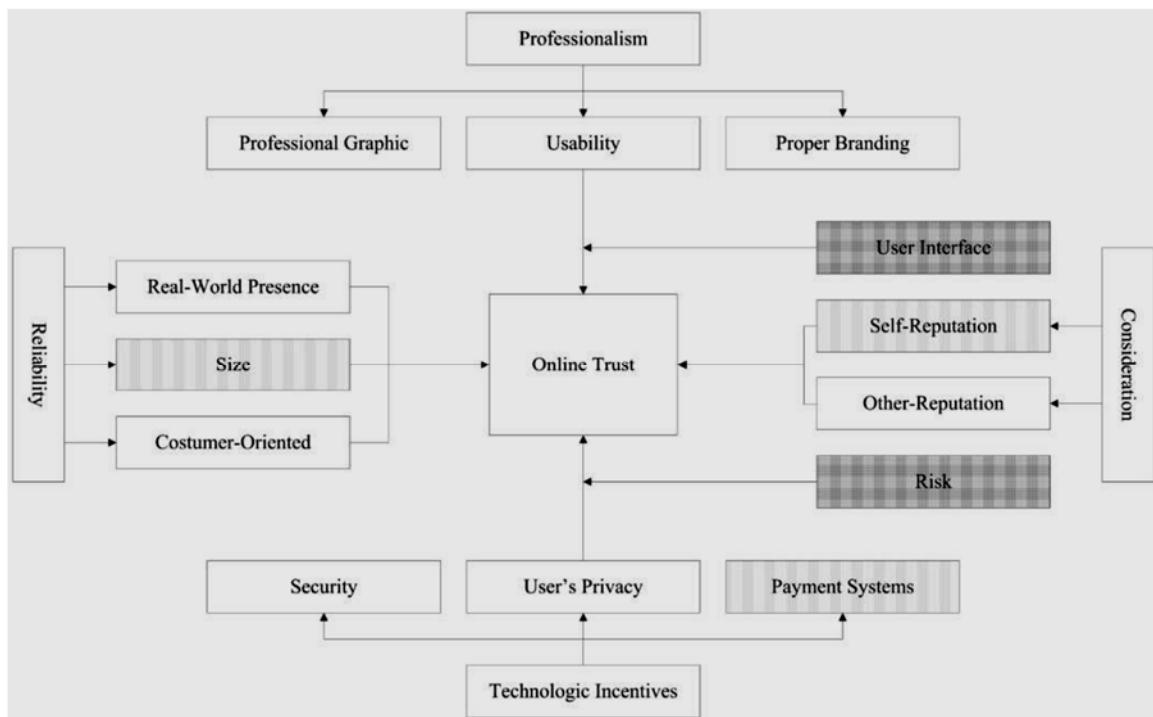 Professionalism
Professional Graphic
Usability
Proper Branding
User Interface
Reliability
Real-World Presence
Size
Costumer-Oriented
Online Trust
Self-Reputation
Other-Reputation
Consideration
Risk
Security
User's Privacy
Payment Systems
Technologic Incentives